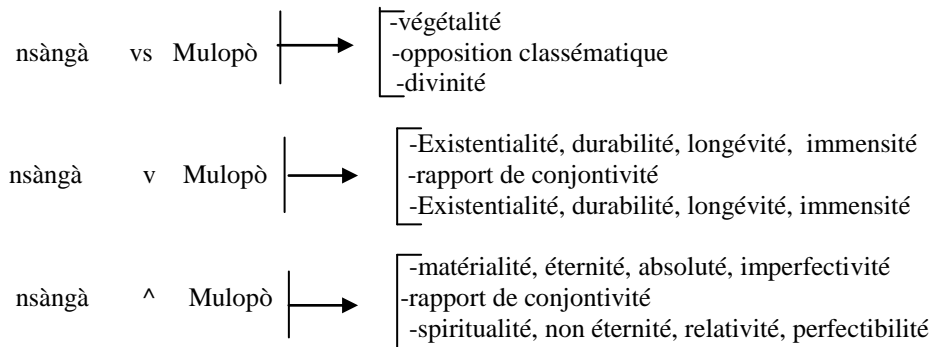 -végétalité
nsàngà vs Mulopò -opposition classématique
-divinité
-Existentialité, durabilité, longévité, immensité
nsàngà v Mulopò -rapport de conjontivité
-Existentialité, durabilité, longévité, immensité
-matérialité, éternité, absoluté, imperfectivité
nsàngà ^ Mulopò -rapport de conjontivité
-spiritualité, non éternité, relativité, perfectibilité